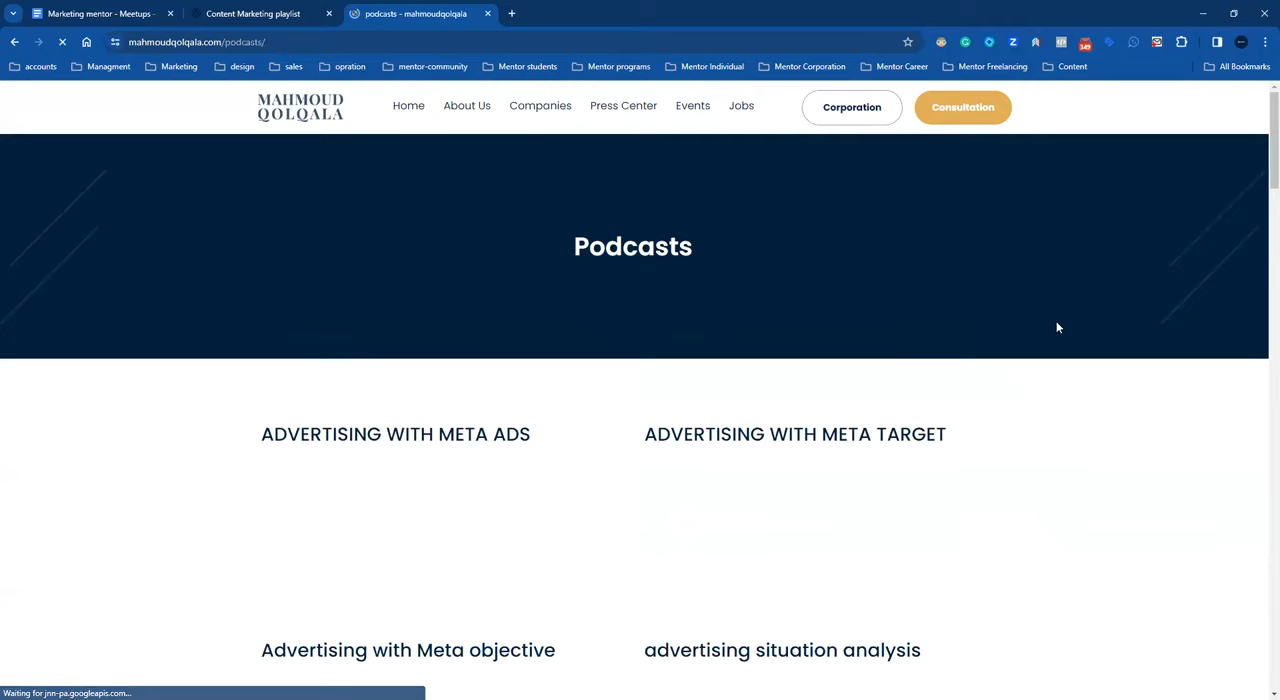 Marketing mentor - Meetups -
Content Marketing playlist
podcasts - mahmoudqolqala
mahmoudqolqala.com/podcasts/
349
accounts
Managment
Marketing
design
sales
opration
mentor-community
Mentor students
Mentor programs
Mentor Individual
Mentor Corporation
Mentor Career
Mentor Freelancing
Content
All Bookmarks
MAHMOUD
QOLQALA
Home
About Us
Companies
Press Center
Events
Jobs
Corporation
Consultation
Podcasts
ADVERTISING WITH META ADS
ADVERTISING WITH META TARGET
Advertising with Meta objective
advertising situation analysis
Waiting for jnn-pa.googleapis.com...